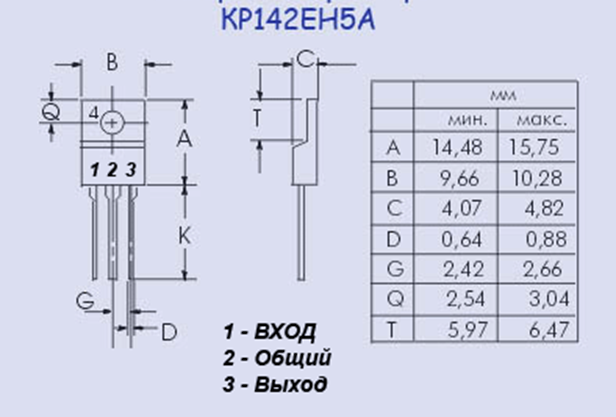 КР142ЕН5А
B
C
Q
4
T
A
1 2 3
K
G
D
1 - ВХОД
2 - Общий
3 - Выход
мм
мин. макс.
A 14,48 15,75
B 9,66 10,28
C 4,07 4,82
D 0,64 0,88
G 2,42 2,66
Q 2,54 3,04
T 5,97 6,47